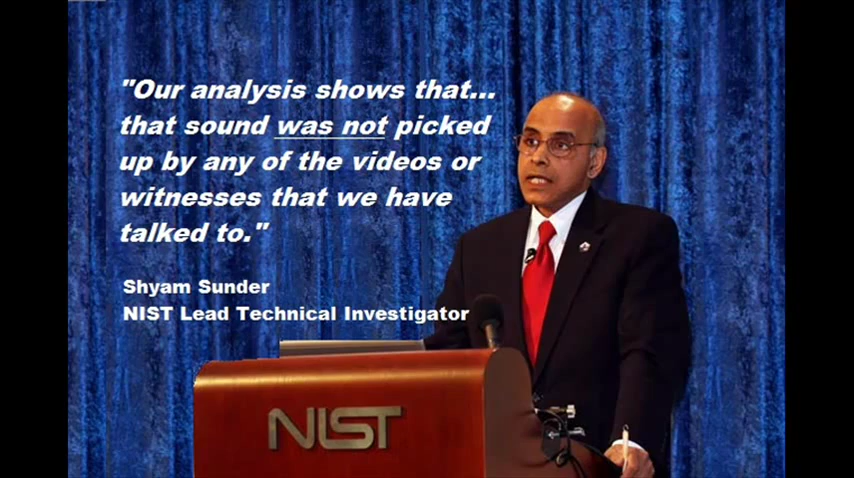 "Our analysis shows that...
that sound was not picked
up by any of the videos or
witnesses that we have
talked to."
Shyam Sunder
NIST Lead Technical Investigator
NIST